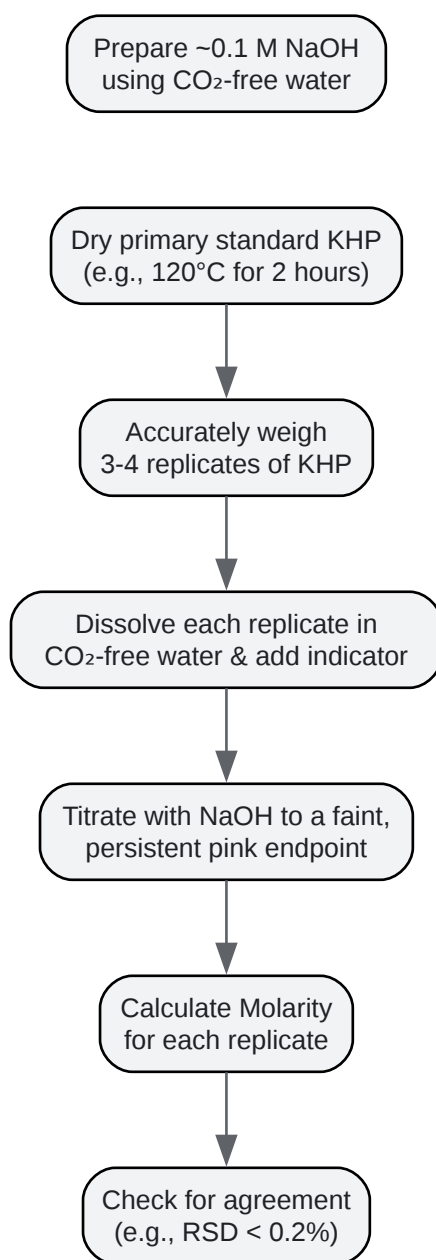 Prepare ~0.1 M NaOH
using CO₂-free water
Dry primary standard KHP
(e.g., 120°C for 2 hours)
Accurately weigh
3-4 replicates of KHP
Dissolve each replicate in
CO₂-free water & add indicator
Titrate with NaOH to a faint,
persistent pink endpoint
Calculate Molarity
for each replicate
Check for agreement
(e.g., RSD < 0.2%)